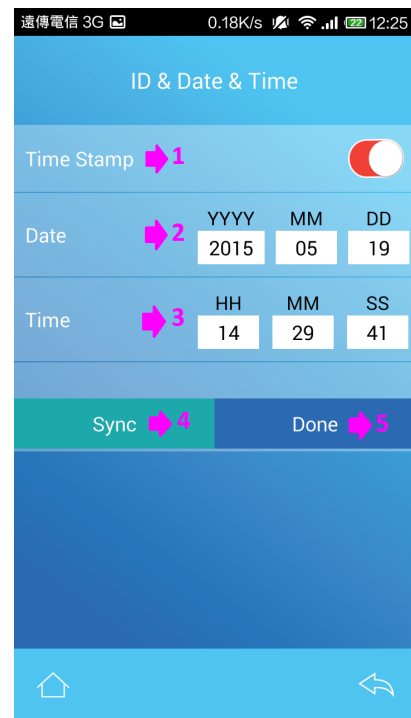 遠傳電信 3G 0.18K/s 22 12:25
ID & Date & Time
Time Stamp 1
YYYY MM DD
Date 2 2015 05 19
HH MM SS
Time 3 14 29 41
Sync 4 Done 5